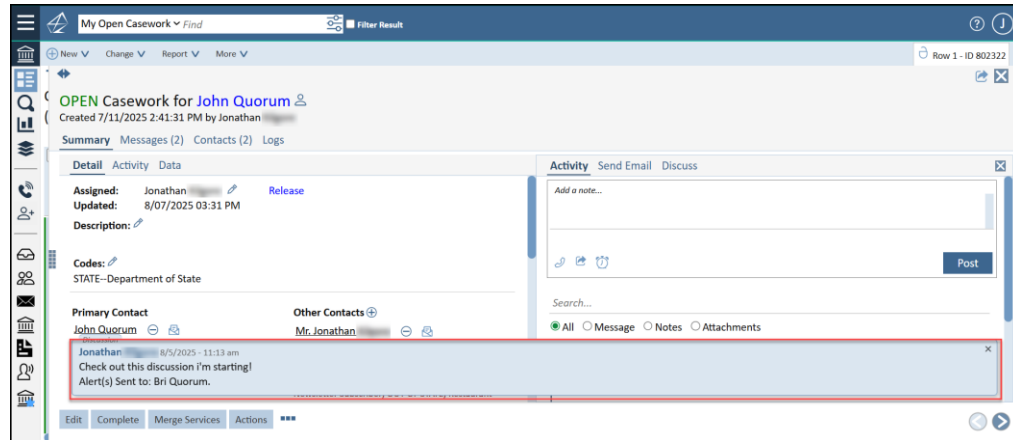 My Open Casework Find Filter Result J
New Change Report More Row 1 - ID 802322
OPEN Casework for John Quorum
Created 7/11/2025 2:41:31 PM by Jonathan
Summary Messages (2) Contacts (2) Logs
Detail Activity Data
Assigned: Jonathan Release
Updated: 8/07/2025 03:31 PM
Description:
Codes:
STATE--Department of State
Primary Contact Other Contacts
John Quorum Mr. Jonathan
Activity Send Email Discuss
Add a note...
Post
Search...
All Message Notes Attachments
Discussion
Jonathan 8/5/2025 - 11:13 am
Check out this discussion i'm starting!
Alert(s) Sent to: Bri Quorum.
Edit Complete Merge Services Actions